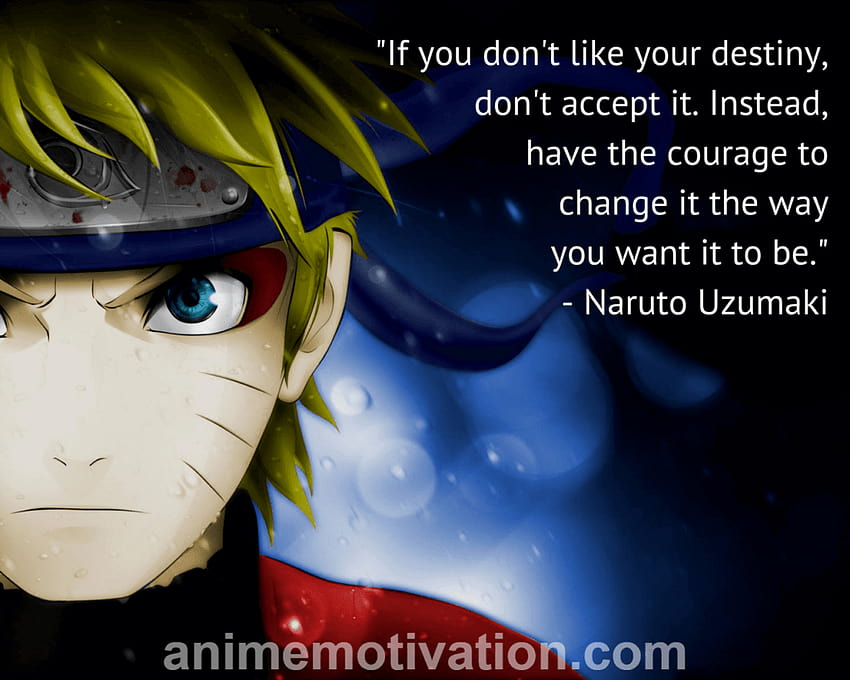 "If you don't like your destiny,
don't accept it. Instead,
have the courage to
change it the way
you want it to be."
- Naruto Uzumaki
animemotivation.com